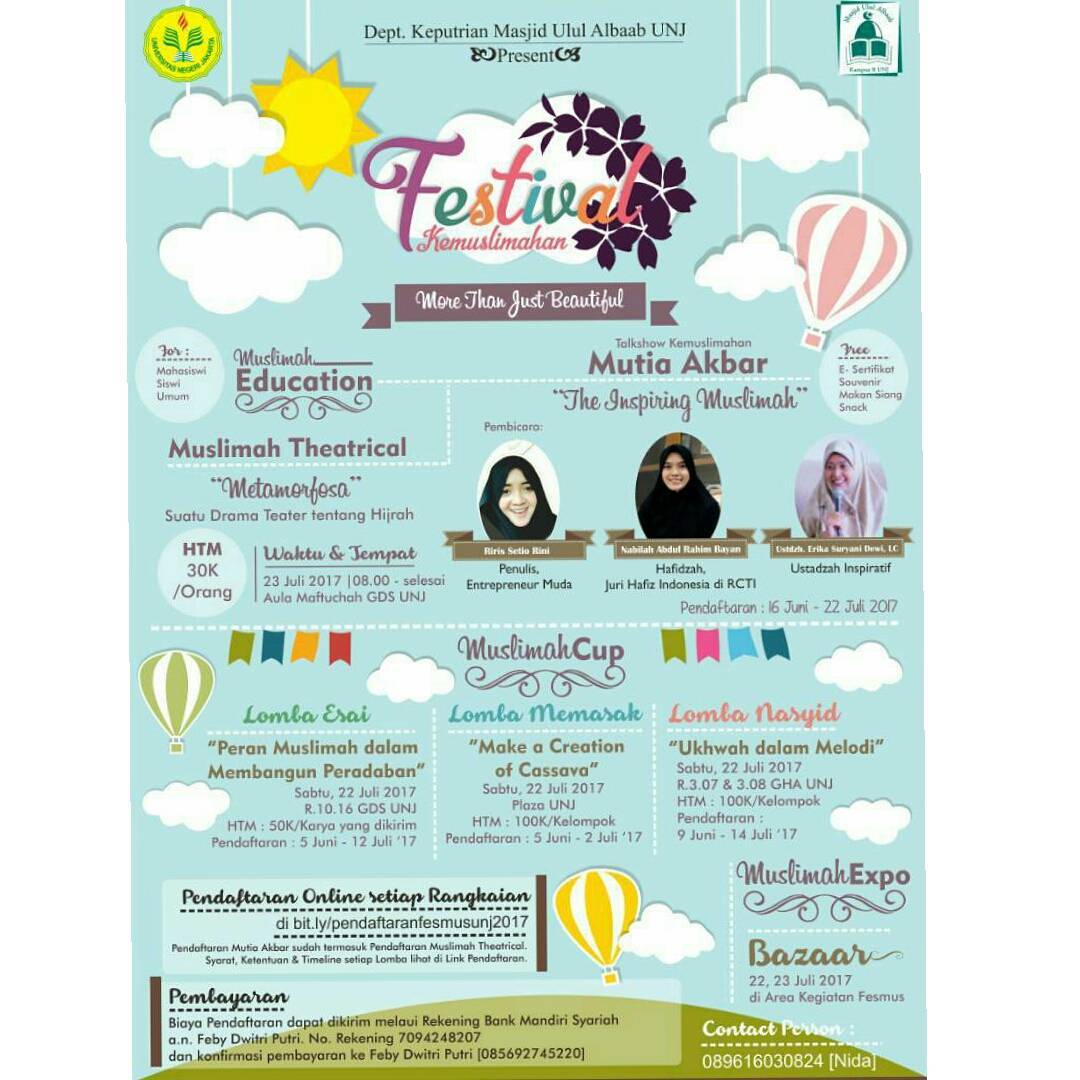 UNIVERSITAS NEGERI JAKARTA
Dept. Keputrian Masjid Ulul Albaab UNJ
Present
Masjid Ulul Albaab
Kampus B UNJ
Festival
Kemuslimahan
More Than Just Beautiful
For :
Mahasiswi
Siswi
Umum
Muslimah
Education
Talkshow Kemuslimahan
Mutia Akbar
"The Inspiring Muslimah"
Free
E- Sertifikat
Souvenir
Makan Siang
Snack
Muslimah Theatrical
"Metamorfosa"
Suatu Drama Teater tentang Hijrah
HTM
30K
/Orang
Waktu & Tempat
23 Juli 2017 |08.00 - selesai
Aula Maftuchah GDS UNJ
Pembicara:
Riris Setio Rini
Penulis,
Entrepreneur Muda
Nabilah Abdul Rahim Bayan
Hafidzah,
Juri Hafiz Indonesia di RCTI
Ustdzh. Erika Suryani Dewi, LC
Ustadzah Inspiratif
Pendaftaran : 16 Juni - 22 Juli 2017
MuslimahCup
Lomba Esai
"Peran Muslimah dalam
Membangun Peradaban"
Sabtu, 22 Juli 2017
R.10.16 GDS UNJ
HTM : 50K/Karya yang dikirim
Pendaftaran : 5 Juni - 12 Juli '17
Lomba Memasak
"Make a Creation
of Cassava"
Sabtu, 22 Juli 2017
Plaza UNJ
HTM : 100K/Kelompok
Pendaftaran : 5 Juni - 2 Juli '17
Lomba Nasyid
"Ukhwah dalam Melodi"
Sabtu, 22 Juli 2017
R.3.07 & 3.08 GHA UNJ
HTM : 100K/Kelompok
Pendaftaran :
9 Juni - 14 Juli '17
Pendaftaran Online setiap Rangkaian
di bit.ly/pendaftaranfesmusunj2017
Pendaftaran Mutia Akbar sudah termasuk Pendaftaran Muslimah Theatrical.
Syarat, Ketentuan & Timeline setiap Lomba lihat di Link Pendaftaran.
MuslimahExpo
Bazaar
22, 23 Juli 2017
di Area Kegiatan Fesmus
Pembayaran
Biaya Pendaftaran dapat dikirim melaui Rekening Bank Mandiri Syariah
a.n. Feby Dwitri Putri. No. Rekening 7094248207
dan konfirmasi pembayaran ke Feby Dwitri Putri [085692745220]
Contact Person :
089616030824 [Nida]